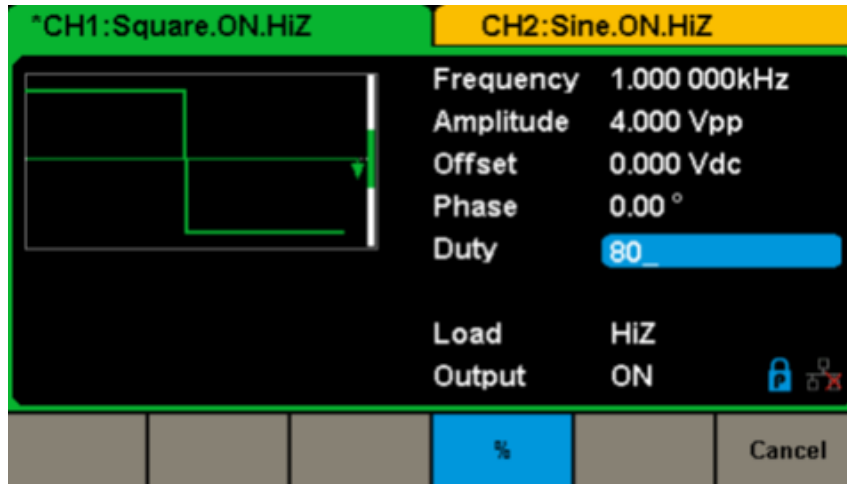 *CH1:Square.ON.HiZ CH2:Sine.ON.HIZ
Frequency 1.000 000kHz
Amplitude 4.000 Vpp
Offset 0.000 Vdc
Phase 0.00 °
Duty 80_
Load HiZ
Output ON
% Cancel